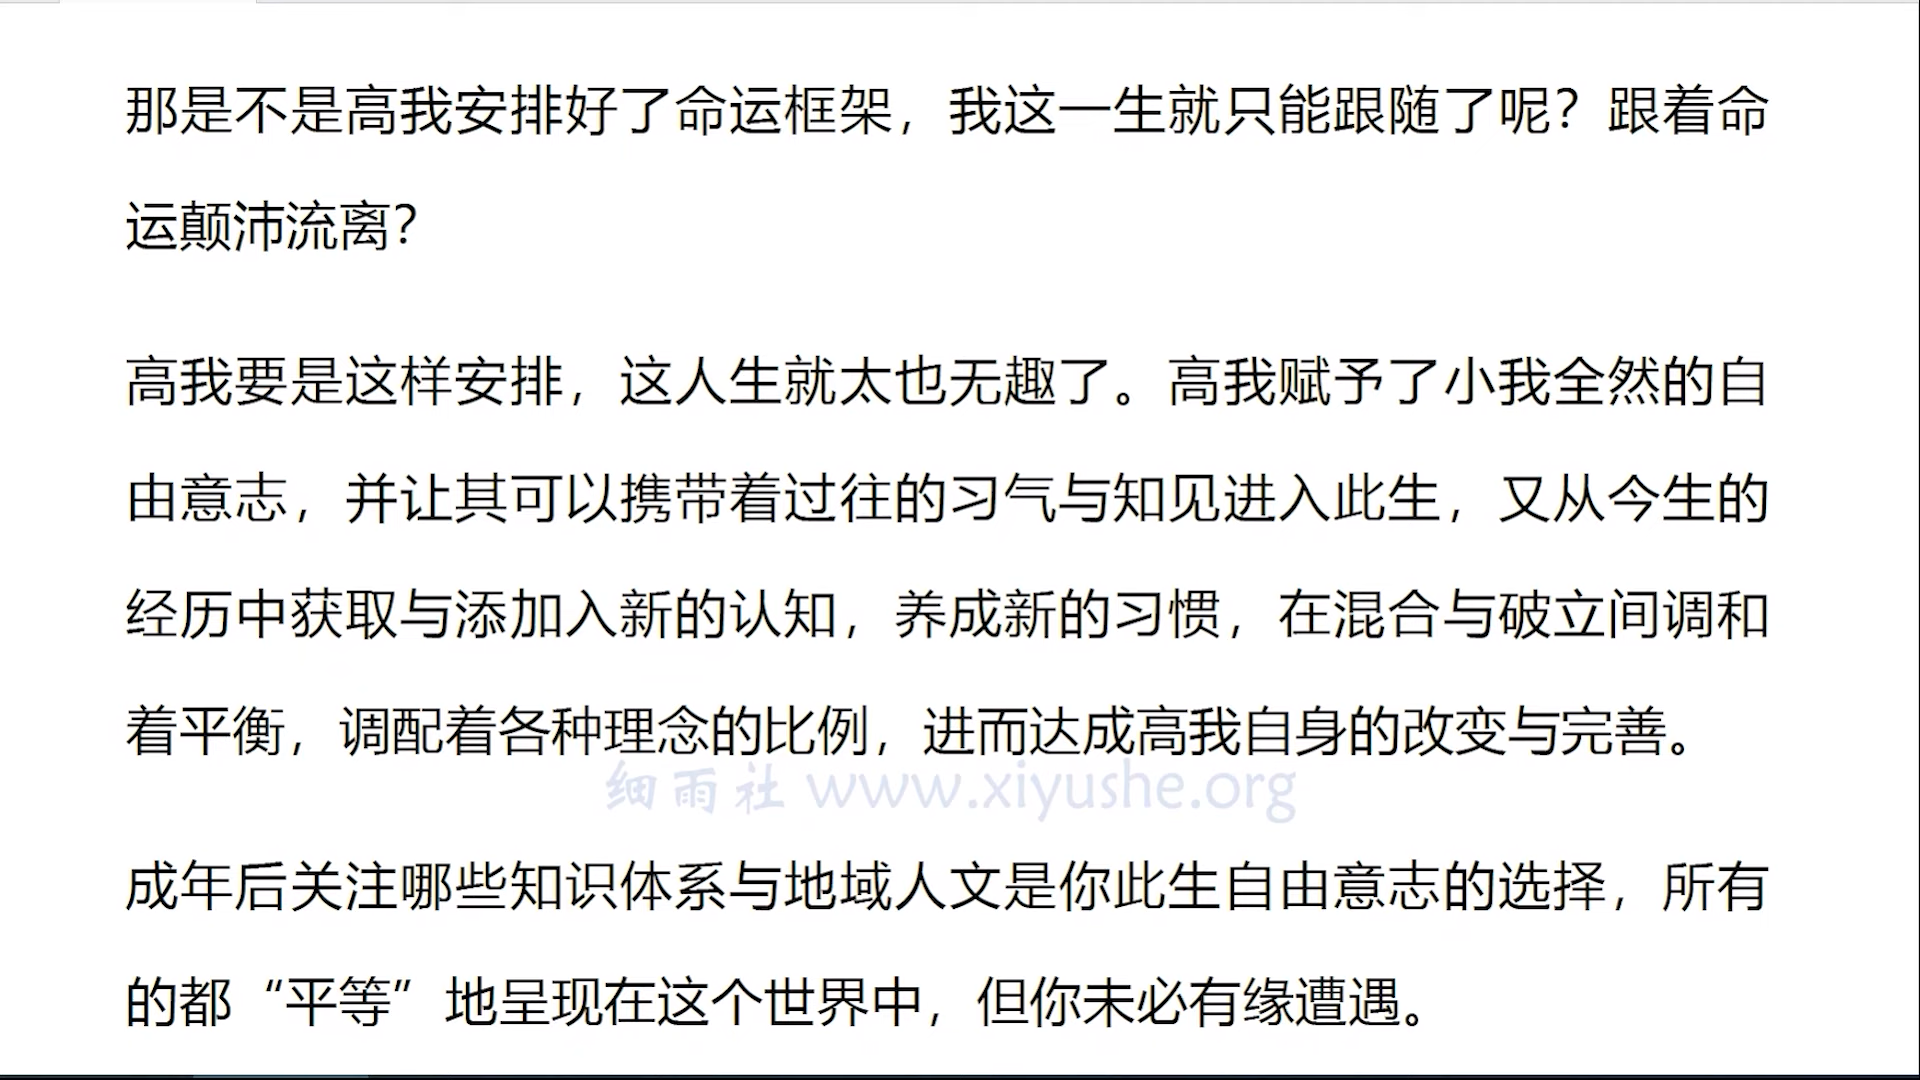 那是不是高我安排好了命运框架，我这一生就只能跟随了呢？跟着命
运颠沛流离？
高我要是这样安排，这人生就太也无趣了。高我赋予了小我全然的自
由意志，并让其可以携带着过往的习气与知见进入此生，又从今生的
经历中获取与添加入新的认知，养成新的习惯，在混合与破立间调和
着平衡，调配着各种理念的比例，进而达成高我自身的改变与完善。
细雨社 www.xiyushe.org
成年后关注哪些知识体系与地域人文是你此生自由意志的选择，所有
的都“平等”地呈现在这个世界中，但你未必有缘遭遇。